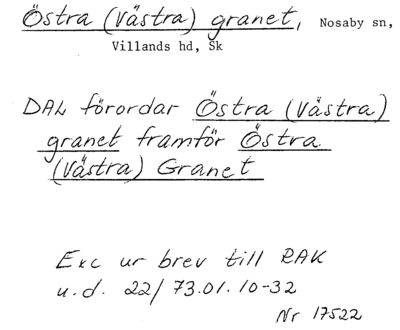 Östra (Västra) granet, Nosaby sn,
Villands hd, Sk
DAL förordar Östra (Västra)
granet framför Östra
(Västra) Granet
Exc ur brev till RAK
u.d. 22/73.01.10-32
Nr 17522